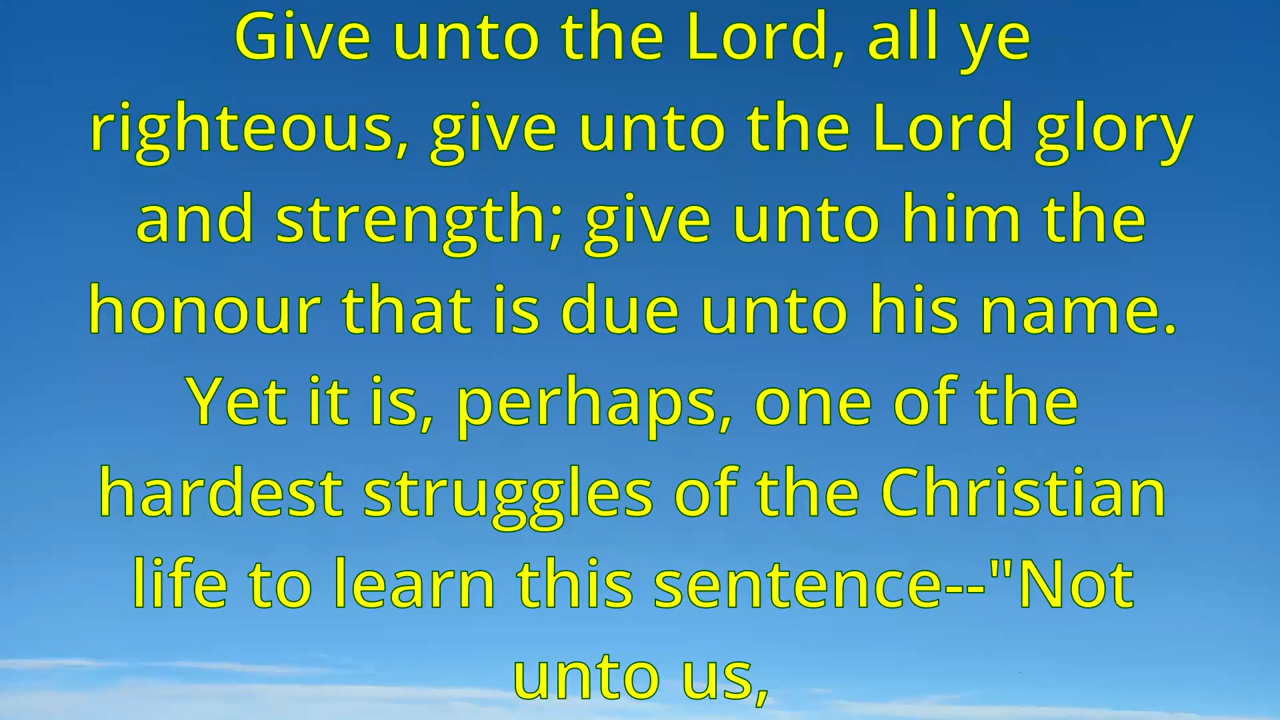 Give unto the Lord, all ye
righteous, give unto the Lord glory
and strength; give unto him the
honour that is due unto his name.
Yet it is, perhaps, one of the
hardest struggles of the Christian
life to learn this sentence--"Not
unto us,